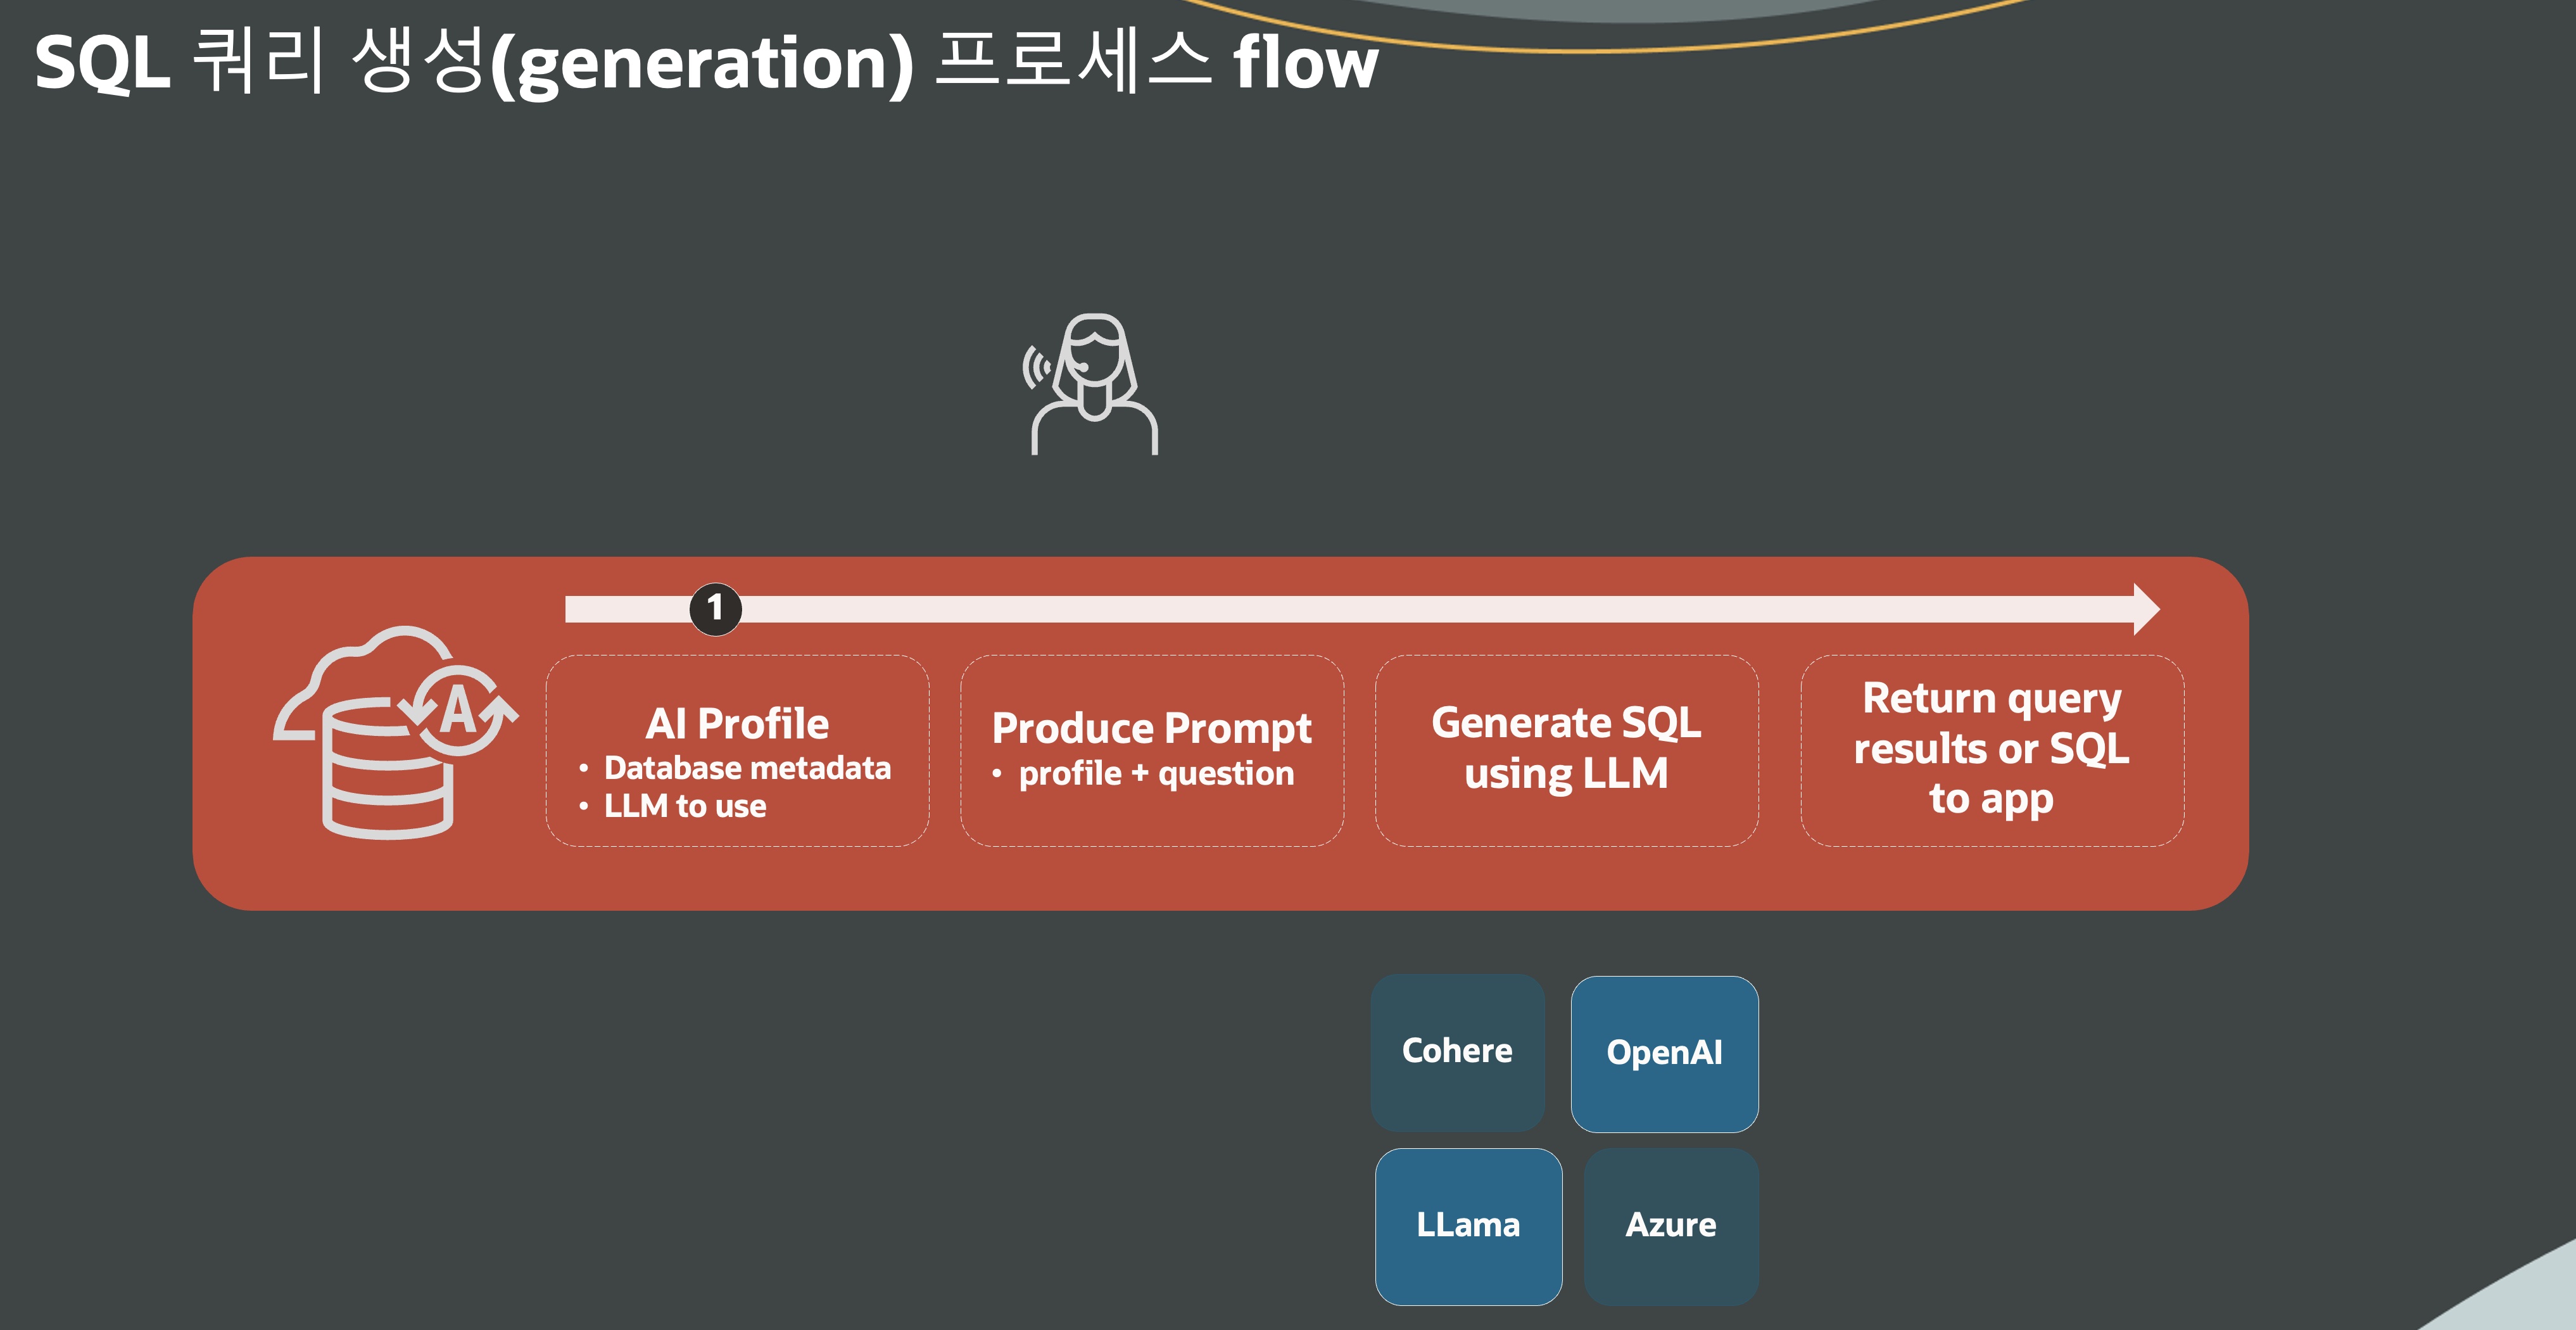 SQL 쿼리 생성(generation) 프로세스 flow
1
AI Profile
• Database metadata
• LLM to use
Produce Prompt
• profile + question
Generate SQL
using LLM
Return query
results or SQL
to app
A
Cohere
OpenAI
LLama
Azure